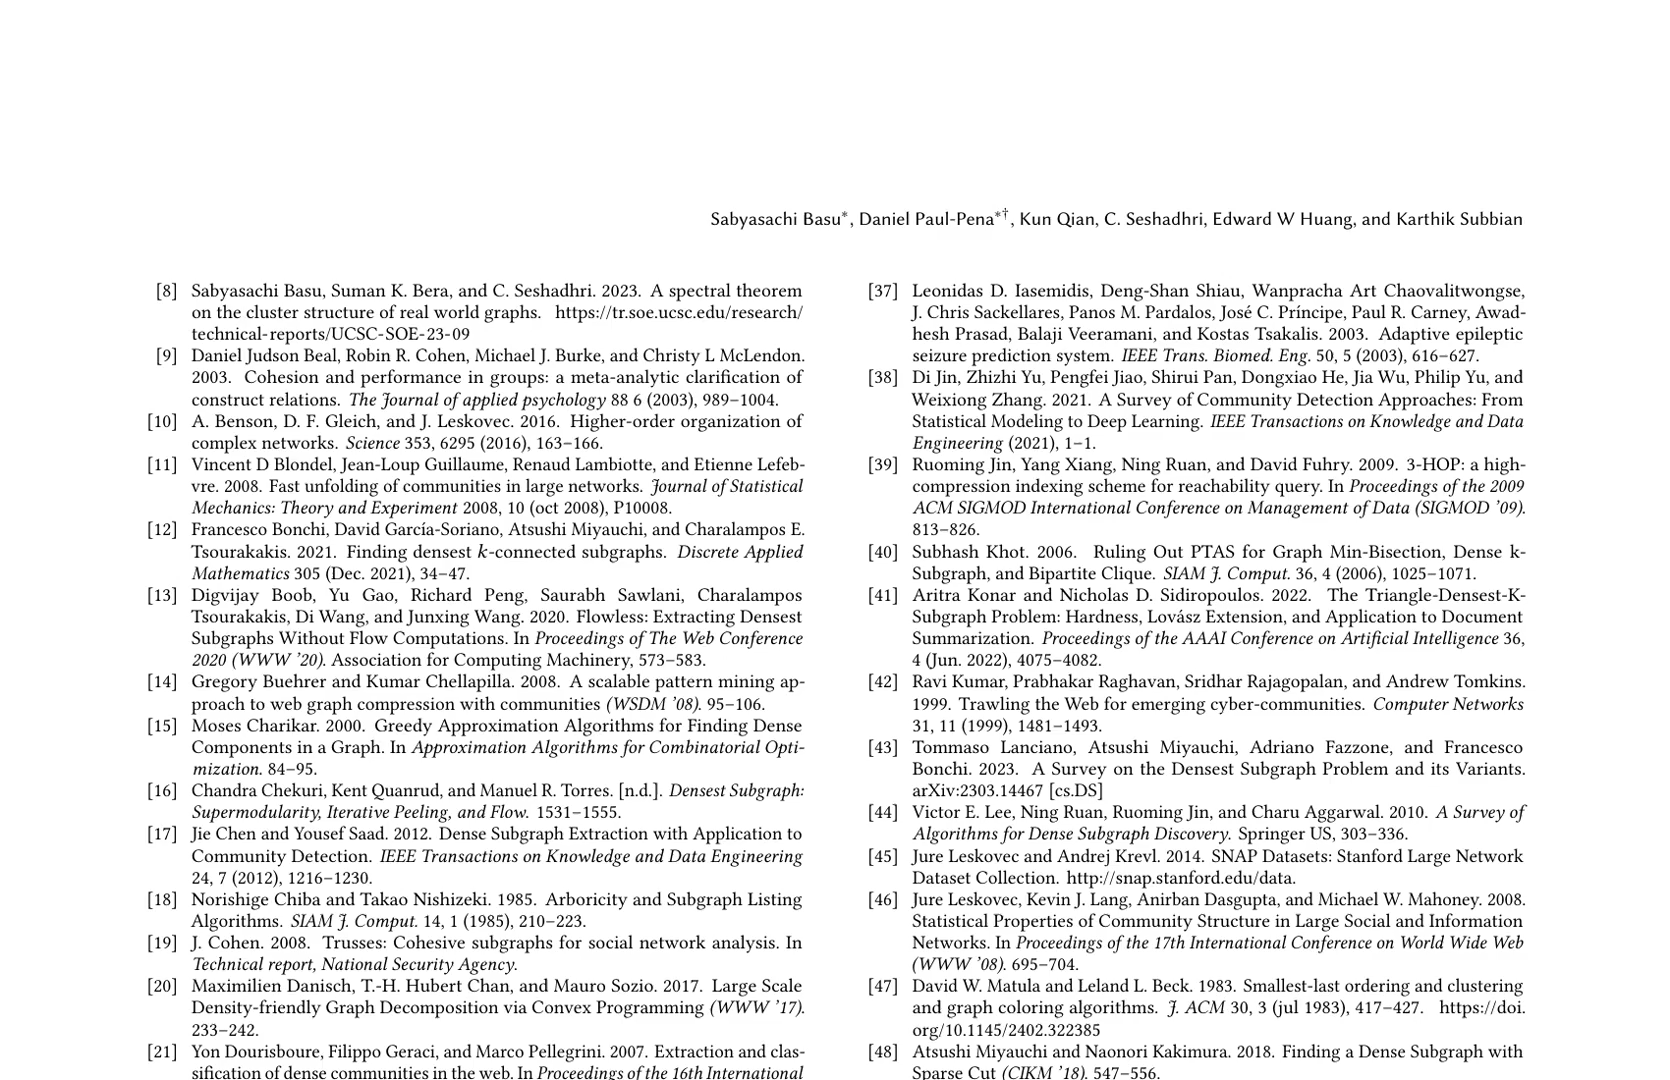 Sabyasachi Basu*, Daniel Paul-Pena*†, Kun Qian, C. Seshadhri, Edward W Huang, and Karthik Subbian
[8] Sabyasachi Basu, Suman K. Bera, and C. Seshadhri. 2023. A spectral theorem
on the cluster structure of real world graphs. https://tr.soe.ucsc.edu/research/
technical-reports/UCSC-SOE-23-09
[9] Daniel Judson Beal, Robin R. Cohen, Michael J. Burke, and Christy L McLendon.
2003. Cohesion and performance in groups: a meta-analytic clarification of
construct relations. The Journal of applied psychology 88 6 (2003), 989–1004.
[10] A. Benson, D. F. Gleich, and J. Leskovec. 2016. Higher-order organization of
complex networks. Science 353, 6295 (2016), 163–166.
[11] Vincent D Blondel, Jean-Loup Guillaume, Renaud Lambiotte, and Etienne Lefeb-
vre. 2008. Fast unfolding of communities in large networks. Journal of Statistical
Mechanics: Theory and Experiment 2008, 10 (oct 2008), P10008.
[12] Francesco Bonchi, David García-Soriano, Atsushi Miyauchi, and Charalampos E.
Tsourakakis. 2021. Finding densest k-connected subgraphs. Discrete Applied
Mathematics 305 (Dec. 2021), 34–47.
[13] Digvijay Boob, Yu Gao, Richard Peng, Saurabh Sawlani, Charalampos
Tsourakakis, Di Wang, and Junxing Wang. 2020. Flowless: Extracting Densest
Subgraphs Without Flow Computations. In Proceedings of The Web Conference
2020 (WWW ’20). Association for Computing Machinery, 573–583.
[14] Gregory Buehrer and Kumar Chellapilla. 2008. A scalable pattern mining ap-
proach to web graph compression with communities (WSDM ’08). 95–106.
[15] Moses Charikar. 2000. Greedy Approximation Algorithms for Finding Dense
Components in a Graph. In Approximation Algorithms for Combinatorial Opti-
mization. 84–95.
[16] Chandra Chekuri, Kent Quanrud, and Manuel R. Torres. [n.d.]. Densest Subgraph:
Supermodularity, Iterative Peeling, and Flow. 1531–1555.
[17] Jie Chen and Yousef Saad. 2012. Dense Subgraph Extraction with Application to
Community Detection. IEEE Transactions on Knowledge and Data Engineering
24, 7 (2012), 1216–1230.
[18] Norishige Chiba and Takao Nishizeki. 1985. Arboricity and Subgraph Listing
Algorithms. SIAM J. Comput. 14, 1 (1985), 210–223.
[19] J. Cohen. 2008. Trusses: Cohesive subgraphs for social network analysis. In
Technical report, National Security Agency.
[20] Maximilien Danisch, T.-H. Hubert Chan, and Mauro Sozio. 2017. Large Scale
Density-friendly Graph Decomposition via Convex Programming (WWW ’17).
233–242.
[21] Yon Dourisboure, Filippo Geraci, and Marco Pellegrini. 2007. Extraction and clas-
sification of dense communities in the web. In Proceedings of the 16th International
[37] Leonidas D. Iasemidis, Deng-Shan Shiau, Wanpracha Art Chaovalitwongse,
J. Chris Sackellares, Panos M. Pardalos, José C. Príncipe, Paul R. Carney, Awad-
hesh Prasad, Balaji Veeramani, and Kostas Tsakalis. 2003. Adaptive epileptic
seizure prediction system. IEEE Trans. Biomed. Eng. 50, 5 (2003), 616–627.
[38] Di Jin, Zhizhi Yu, Pengfei Jiao, Shirui Pan, Dongxiao He, Jia Wu, Philip Yu, and
Weixiong Zhang. 2021. A Survey of Community Detection Approaches: From
Statistical Modeling to Deep Learning. IEEE Transactions on Knowledge and Data
Engineering (2021), 1–1.
[39] Ruoming Jin, Yang Xiang, Ning Ruan, and David Fuhry. 2009. 3-HOP: a high-
compression indexing scheme for reachability query. In Proceedings of the 2009
ACM SIGMOD International Conference on Management of Data (SIGMOD ’09).
813–826.
[40] Subhash Khot. 2006. Ruling Out PTAS for Graph Min-Bisection, Dense k-
Subgraph, and Bipartite Clique. SIAM J. Comput. 36, 4 (2006), 1025–1071.
[41] Aritra Konar and Nicholas D. Sidiropoulos. 2022. The Triangle-Densest-K-
Subgraph Problem: Hardness, Lovász Extension, and Application to Document
Summarization. Proceedings of the AAAI Conference on Artificial Intelligence 36,
4 (Jun. 2022), 4075–4082.
[42] Ravi Kumar, Prabhakar Raghavan, Sridhar Rajagopalan, and Andrew Tomkins.
1999. Trawling the Web for emerging cyber-communities. Computer Networks
31, 11 (1999), 1481–1493.
[43] Tommaso Lanciano, Atsushi Miyauchi, Adriano Fazzone, and Francesco
Bonchi. 2023. A Survey on the Densest Subgraph Problem and its Variants.
arXiv:2303.14467 [cs.DS]
[44] Victor E. Lee, Ning Ruan, Ruoming Jin, and Charu Aggarwal. 2010. A Survey of
Algorithms for Dense Subgraph Discovery. Springer US, 303–336.
[45] Jure Leskovec and Andrej Krevl. 2014. SNAP Datasets: Stanford Large Network
Dataset Collection. http://snap.stanford.edu/data.
[46] Jure Leskovec, Kevin J. Lang, Anirban Dasgupta, and Michael W. Mahoney. 2008.
Statistical Properties of Community Structure in Large Social and Information
Networks. In Proceedings of the 17th International Conference on World Wide Web
(WWW ’08). 695–704.
[47] David W. Matula and Leland L. Beck. 1983. Smallest-last ordering and clustering
and graph coloring algorithms. J. ACM 30, 3 (jul 1983), 417–427. https://doi.
org/10.1145/2402.322385
[48] Atsushi Miyauchi and Naonori Kakimura. 2018. Finding a Dense Subgraph with
Sparse Cut (CIKM ’18). 547–556.